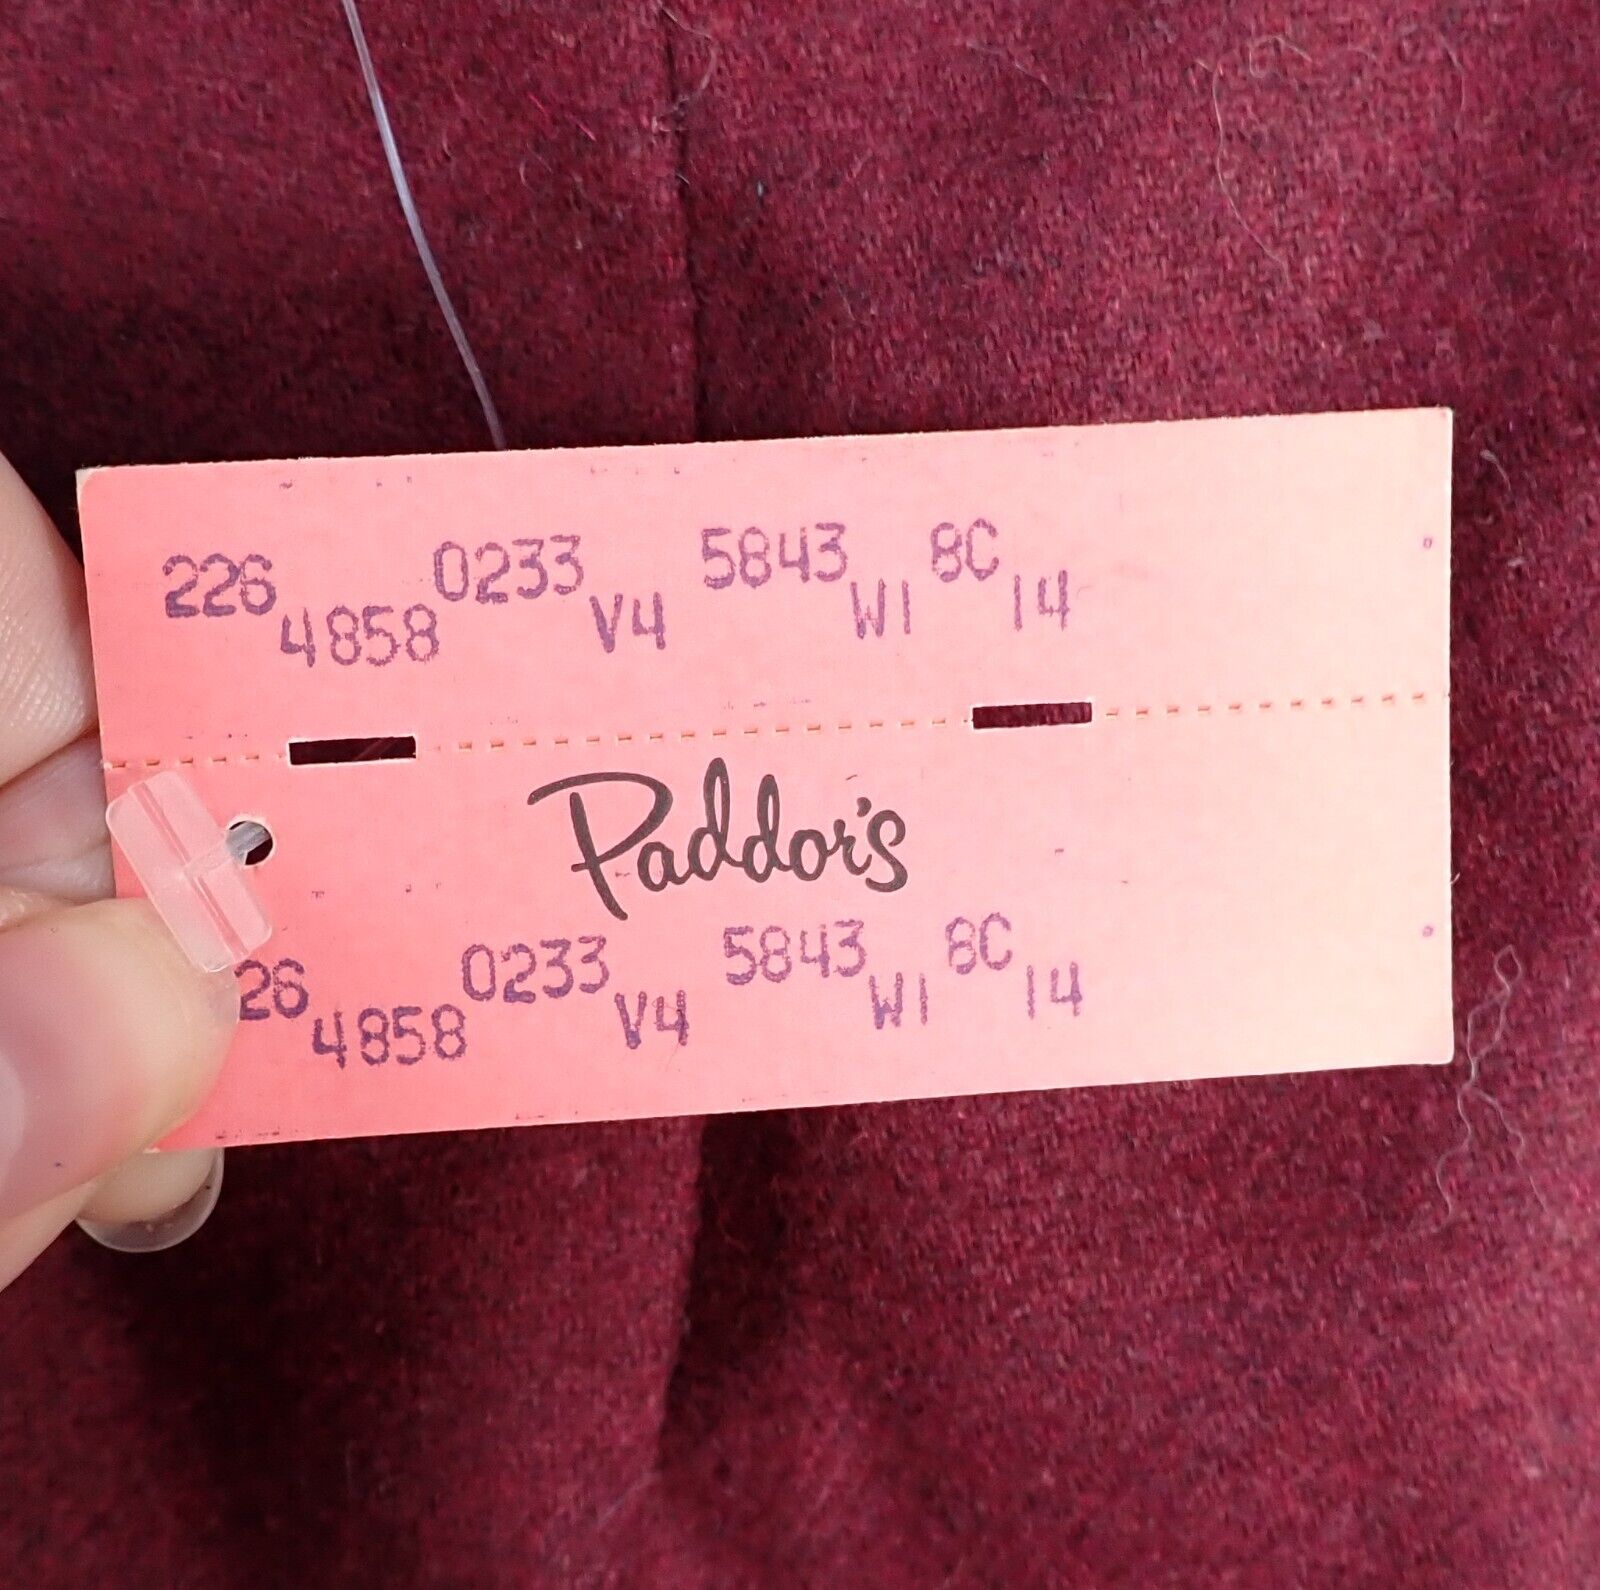 226 4858 0233 V4 5843 W1 8C 14
Paddor's
26 4858 0233 V4 5843 W1 8C 14